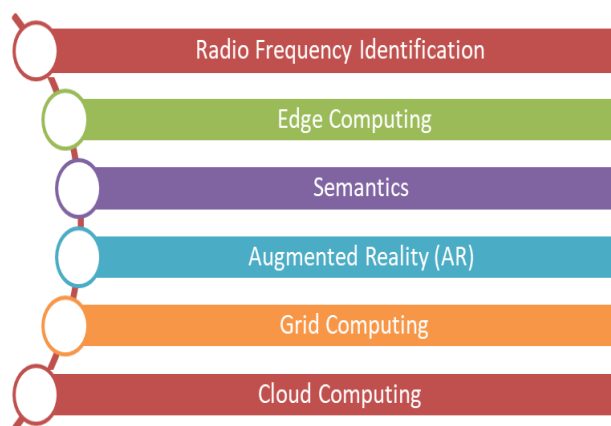 Radio Frequency Identification
Edge Computing
Semantics
Augmented Reality (AR)
Grid Computing
Cloud Computing